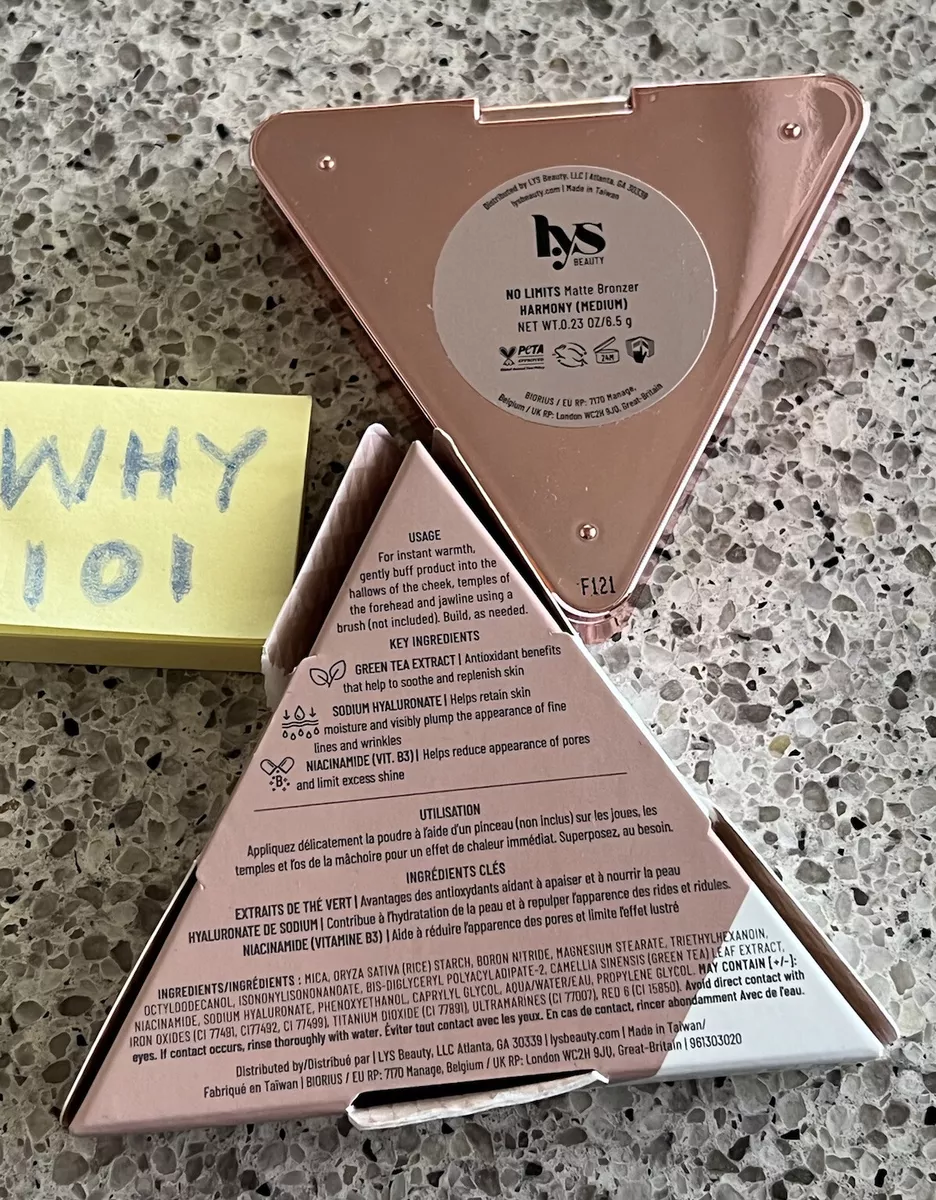 Distributed by LYS Beauty, LLC | Atlanta, GA 30339
lysbeauty.com | Made in Taiwan
lys
BEAUTY
NO LIMITS Matte Bronzer
HARMONY (MEDIUM)
NET WT.0.23 OZ/6.5 g
PETA
APPROVED
24M
BIORIUS / EU RP: 7170 Manage,
Belgium / UK RP: London WC2H 9JQ, Great-Britain
F121
WHY
101
USAGE
For instant warmth,
gently buff product into the
hallows of the cheek, temples of
the forehead and jawline using a
brush (not included). Build, as needed.
KEY INGREDIENTS
GREEN TEA EXTRACT | Antioxidant benefits
that help to soothe and replenish skin
SODIUM HYALURONATE | Helps retain skin
moisture and visibly plump the appearance of fine
lines and wrinkles
B3
NIACINAMIDE (VIT. B3) | Helps reduce appearance of pores
and limit excess shine
UTILISATION
Appliquez délicatement la poudre à l'aide d'un pinceau (non inclus) sur les joues, les
temples et l'os de la mâchoire pour un effet de chaleur immédiat. Superposez, au besoin.
INGRÉDIENTS CLÉS
EXTRAITS DE THÉ VERT | Avantages des antioxydants aidant à apaiser et à nourrir la peau
HYALURONATE DE SODIUM | Contribue à l'hydratation de la peau et à repulper l'apparence des rides et ridules.
NIACINAMIDE (VITAMINE B3) | Aide à réduire l'apparence des pores et limite l'effet lustré
INGREDIENTS/INGRÉDIENTS : MICA, ORYZA SATIVA (RICE) STARCH, BORON NITRIDE, MAGNESIUM STEARATE, TRIETHYLHEXANOIN,
OCTYLDODECANOL, ISONONYLISONONANOATE, BIS-DIGLYCERYL POLYACYLADIPATE-2, CAMELLIA SINENSIS (GREEN TEA) LEAF EXTRACT,
NIACINAMIDE, SODIUM HYALURONATE, PHENOXYETHANOL, CAPRYLYL GLYCOL, AQUA/WATER/EAU, PROPYLENE GLYCOL. MAY CONTAIN [+/-]:
IRON OXIDES (CI 77491, CI77492, CI 77499), TITANIUM DIOXIDE (CI 77891), ULTRAMARINES (CI 77007), RED 6 (CI 15850). Avoid direct contact with
eyes. If contact occurs, rinse thoroughly with water. Éviter tout contact avec les yeux. En cas de contact, rincer abondamment Avec de l'eau.
Distributed by/Distribué par | LYS Beauty, LLC Atlanta, GA 30339 | lysbeauty.com | Made in Taiwan/
Fabriqué en Taïwan | BIORIUS / EU RP: 7170 Manage, Belgium / UK RP: London WC2H 9JU, Great-Britain | 961303020